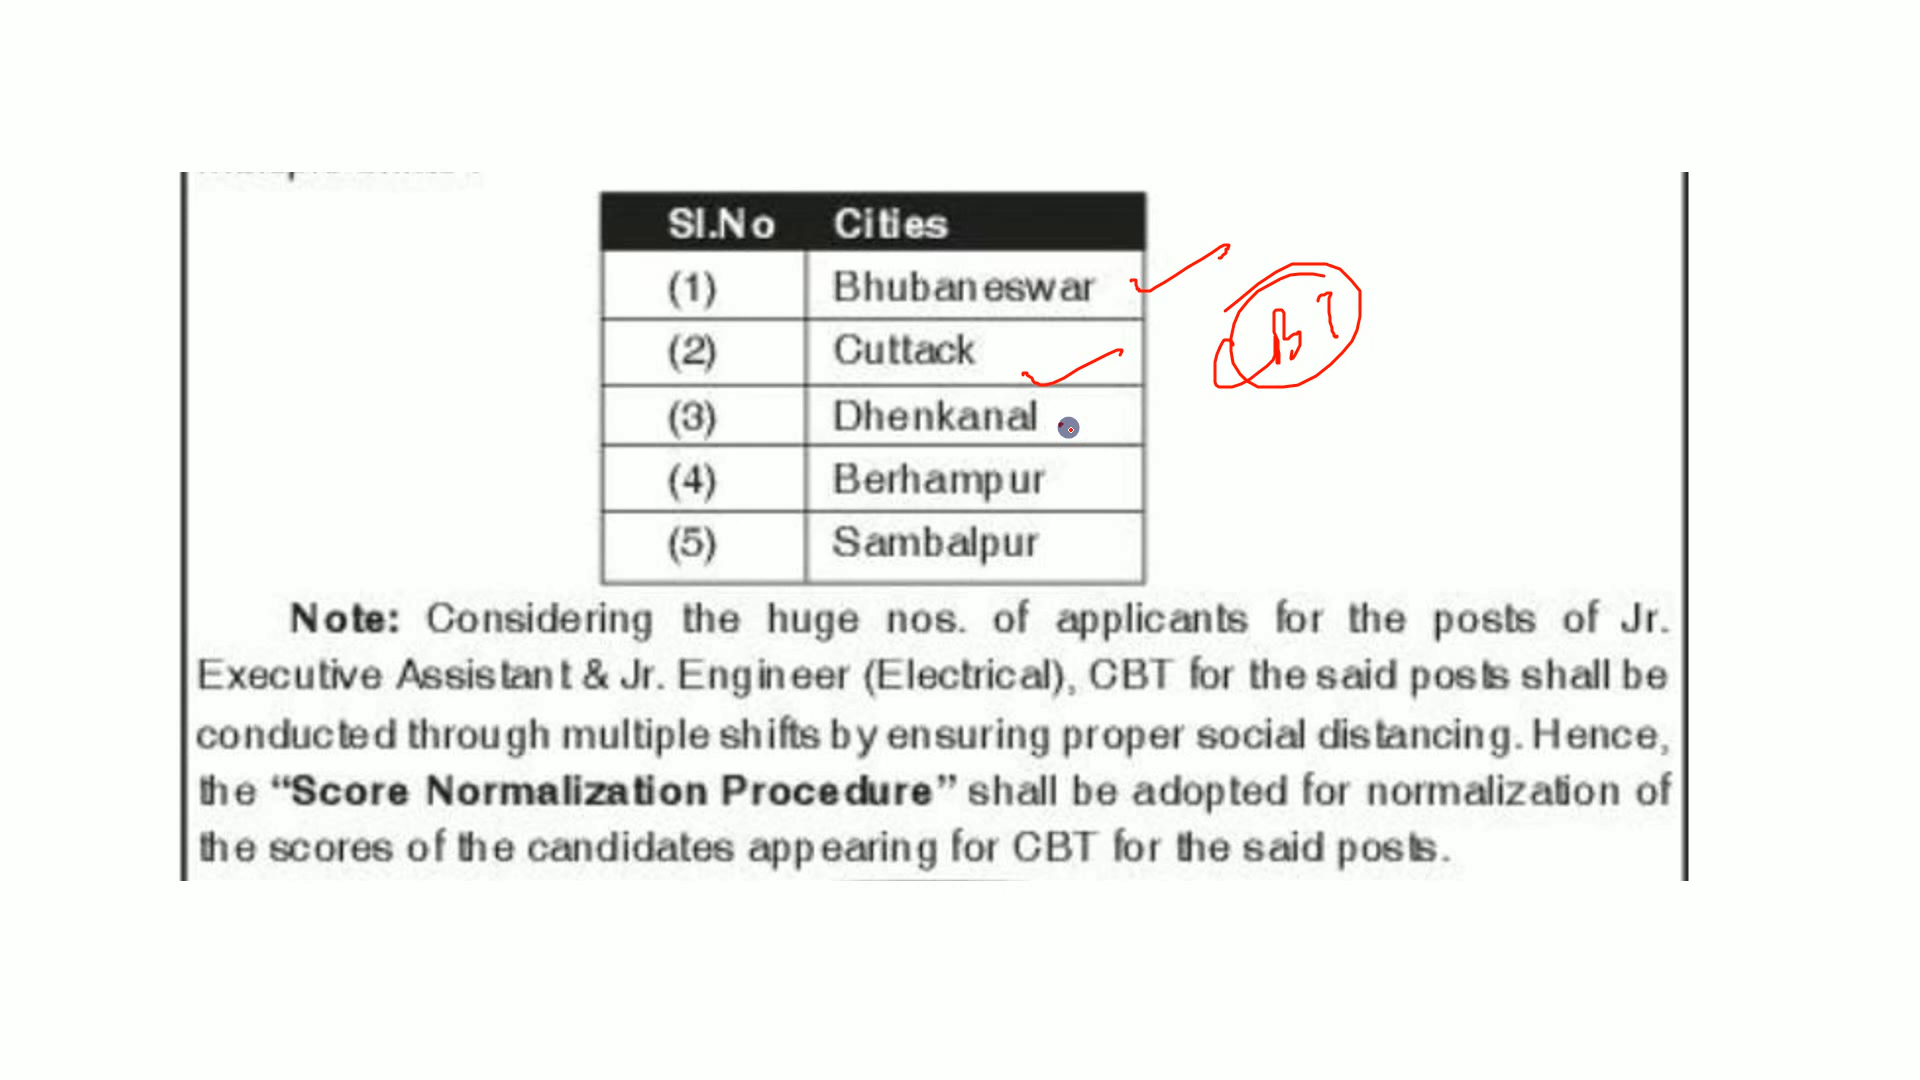 Sl.No Cities
(1) Bhubaneswar
(2) Cuttack
CBT
(3) Dhenkanal
(4) Berhampur
(5) Sambalpur
Note: Considering the huge nos. of applicants for the posts of Jr.
Executive Assistant & Jr. Engineer (Electrical), CBT for the said posts shall be
conducted through multiple shifts by ensuring proper social distancing. Hence,
the “Score Normalization Procedure” shall be adopted for normalization of
the scores of the candidates appearing for CBT for the said posts.